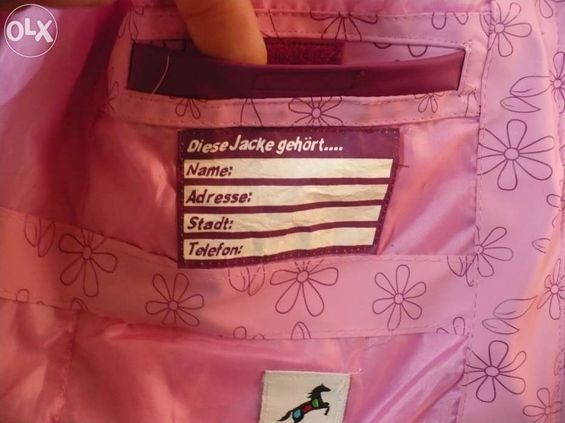 OLX
Diese Jacke gehört....
Name:
Adresse:
Stadt:
Telefon: